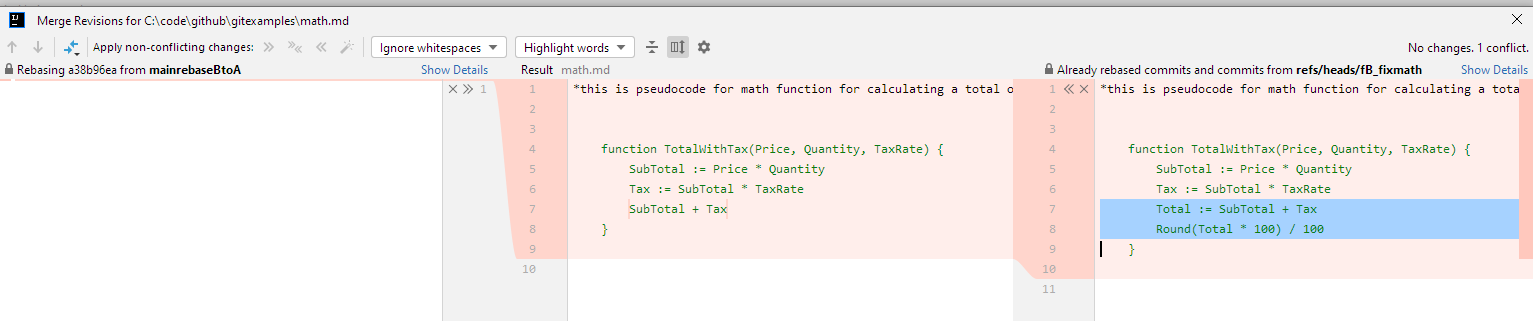 Merge Revisions for C:\code\github\gitexamples\math.md
Apply non-conflicting changes: Ignore whitespaces Highlight words No changes. 1 conflict.
Rebasing a38b96ea from mainrebaseBtoA Show Details Result math.md Already rebased commits and commits from refs/heads/fB_fixmath Show Details
1 1 *this is pseudocode for math function for calculating a total o 1 *this is pseudocode for math function for calculating a tota
2 2
3 3
4 function TotalWithTax(Price, Quantity, TaxRate) { 4 function TotalWithTax(Price, Quantity, TaxRate) {
5 SubTotal := Price * Quantity 5 SubTotal := Price * Quantity
6 Tax := SubTotal * TaxRate 6 Tax := SubTotal * TaxRate
7 SubTotal + Tax 7 Total := SubTotal + Tax
8 } 8 Round(Total * 100) / 100
9 9 }
10 10
11